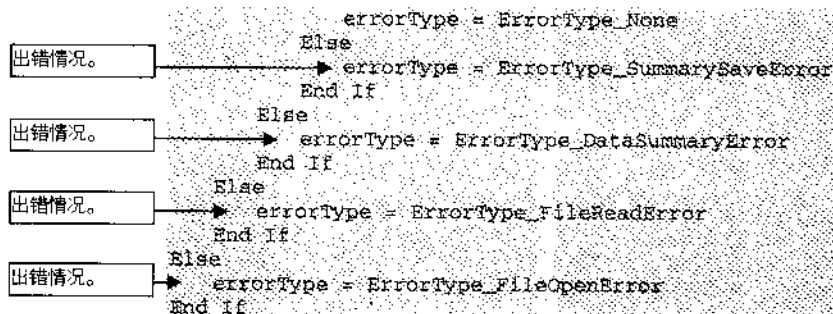 errorType = ErrorType_None
Else
出错情况。
errorType = ErrorType_SummarySaveError
End If
Else
出错情况。
errorType = ErrorType_DataSummaryError
End If
Else
出错情况。
errorType = ErrorType_FileReadError
End If
Else
出错情况。
errorType = ErrorType_FileOpenError
End If